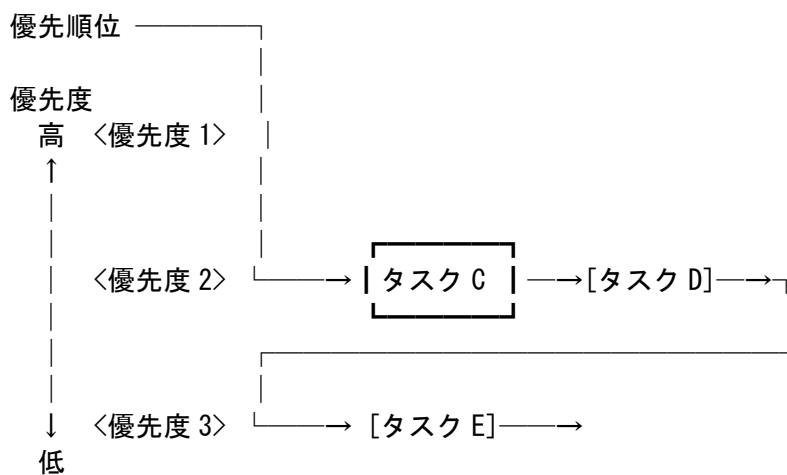 優先順位
優先度
高 <優先度 1>
<優先度 2> タスク C [タスク D]
<優先度 3> [タスク E]
低